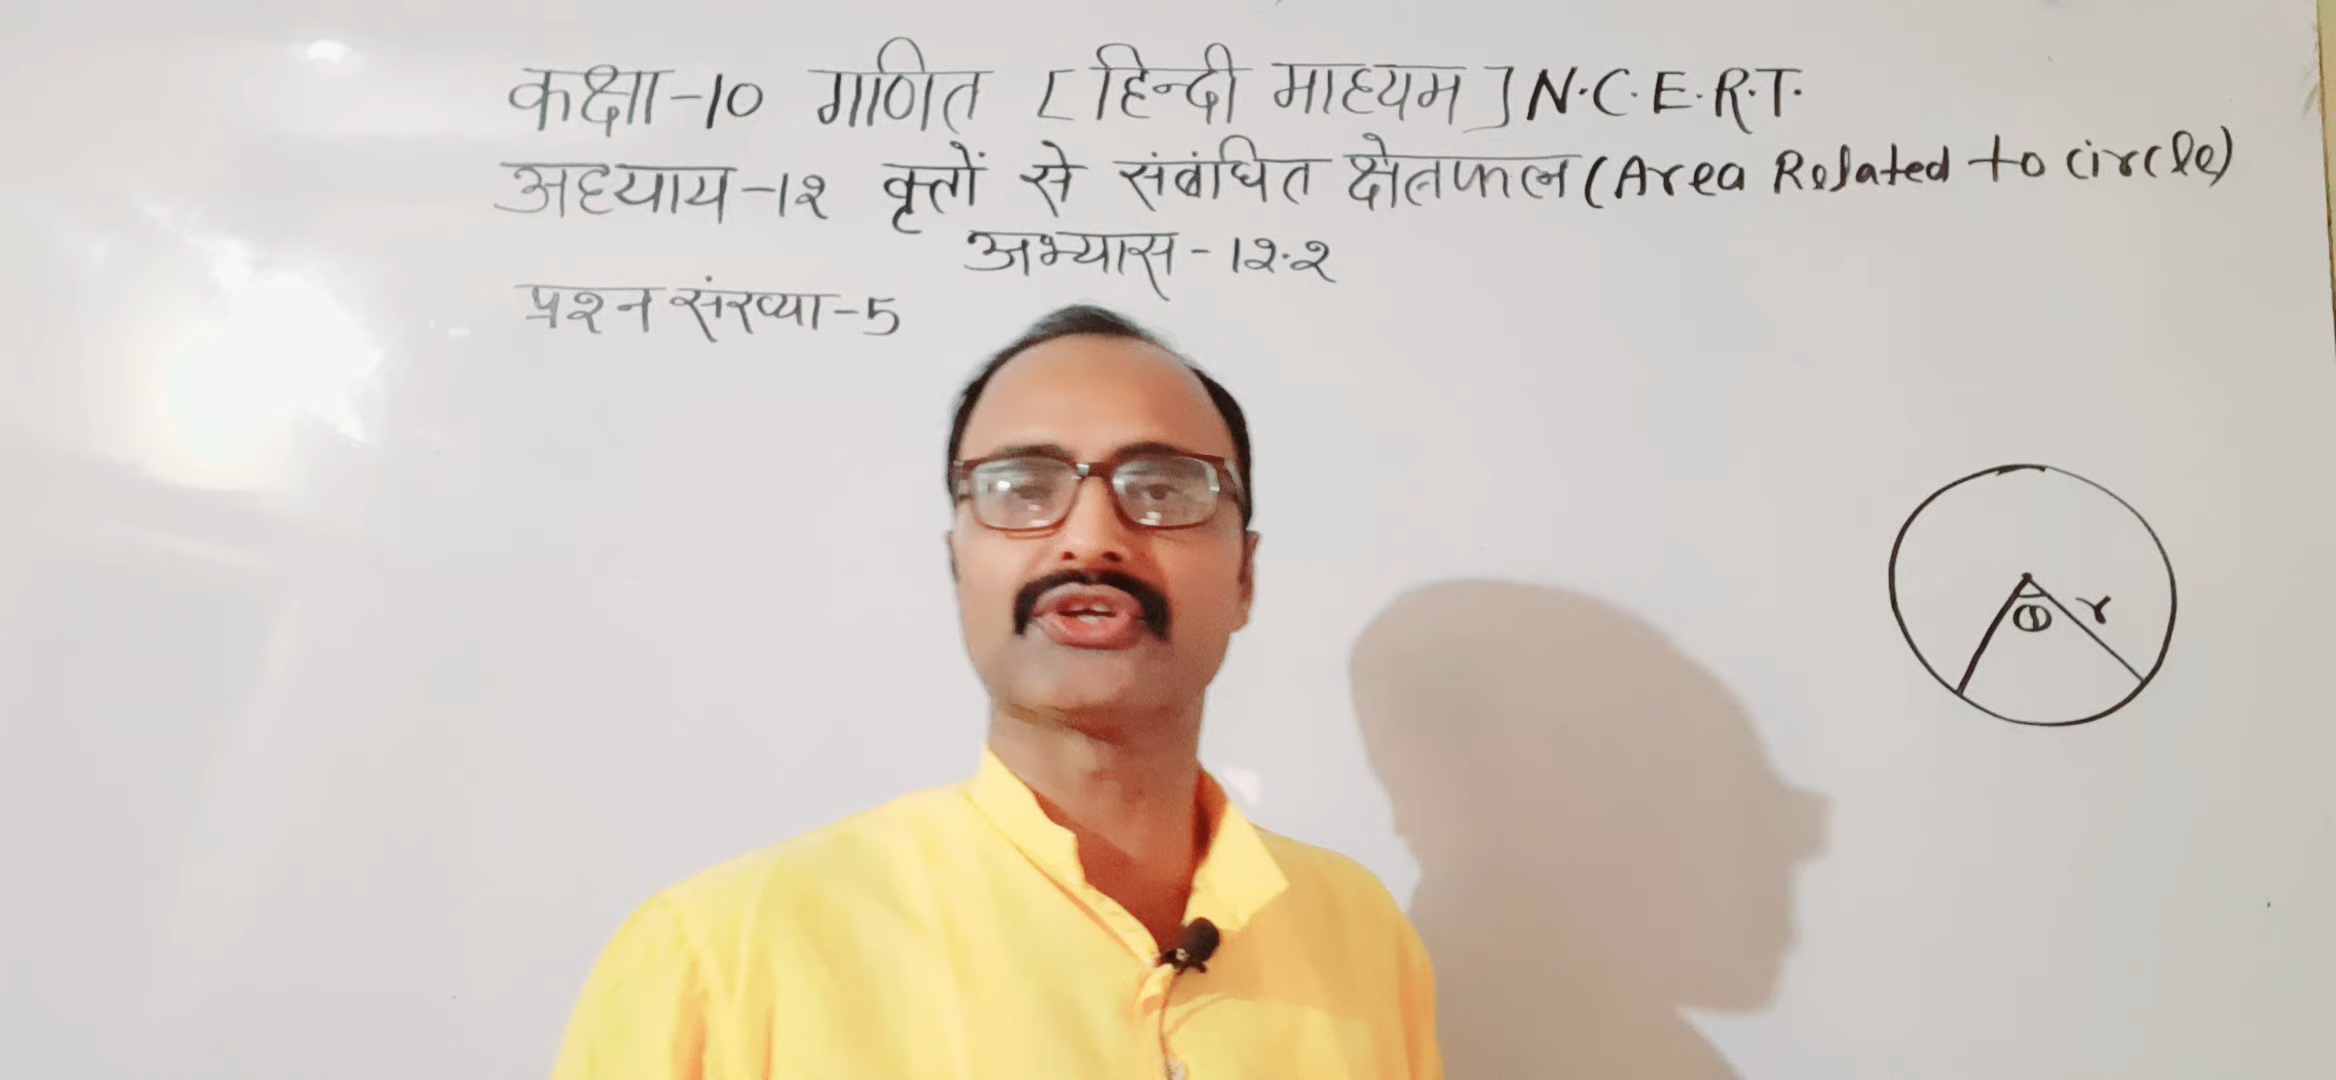 कक्षा-10 गणित [हिन्दी माध्यम] N.C.E.R.T.
अध्याय-12 वृत्तों से संबंधित क्षेत्रफल (Area Related to circle)
अभ्यास-12.2
प्रश्न संख्या-5
r